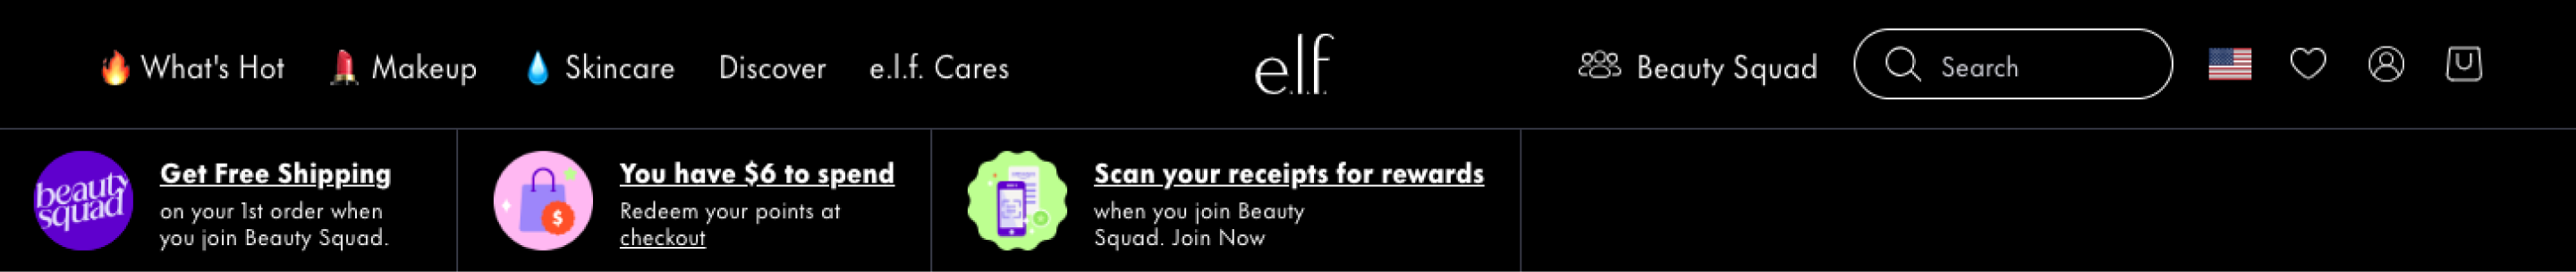 What's Hot
Makeup
Skincare
Discover
e.l.f. Cares
e.l.f.
Beauty Squad
Search
beauty
squad
Get Free Shipping
on your 1st order when
you join Beauty Squad.
$
You have $6 to spend
Redeem your points at
checkout
Scan your receipts for rewards
when you join Beauty
Squad. Join Now